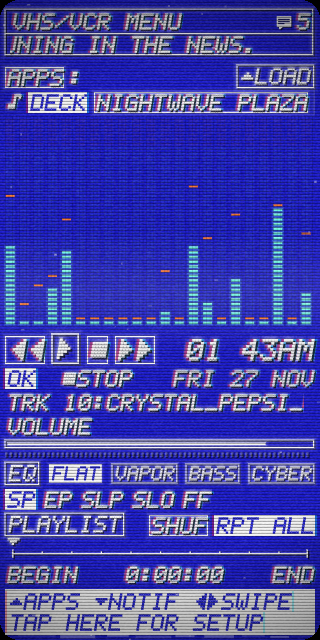 VHS/VCR MENU 5
JNING IN THE NEWS.
APPS: LOAD
DECK NIGHTWAVE PLAZA
01 43AM
OK STOP FRI 27 NOV
TRK 10:CRYSTAL_PEPSI_
VOLUME
EQ FLAT VAPOR BASS CYBER
SP EP SLP SLO FF
PLAYLIST SHUF RPT ALL
BEGIN 0:00:00 END
APPS NOTIF SWIPE
TAP HERE FOR SETUP